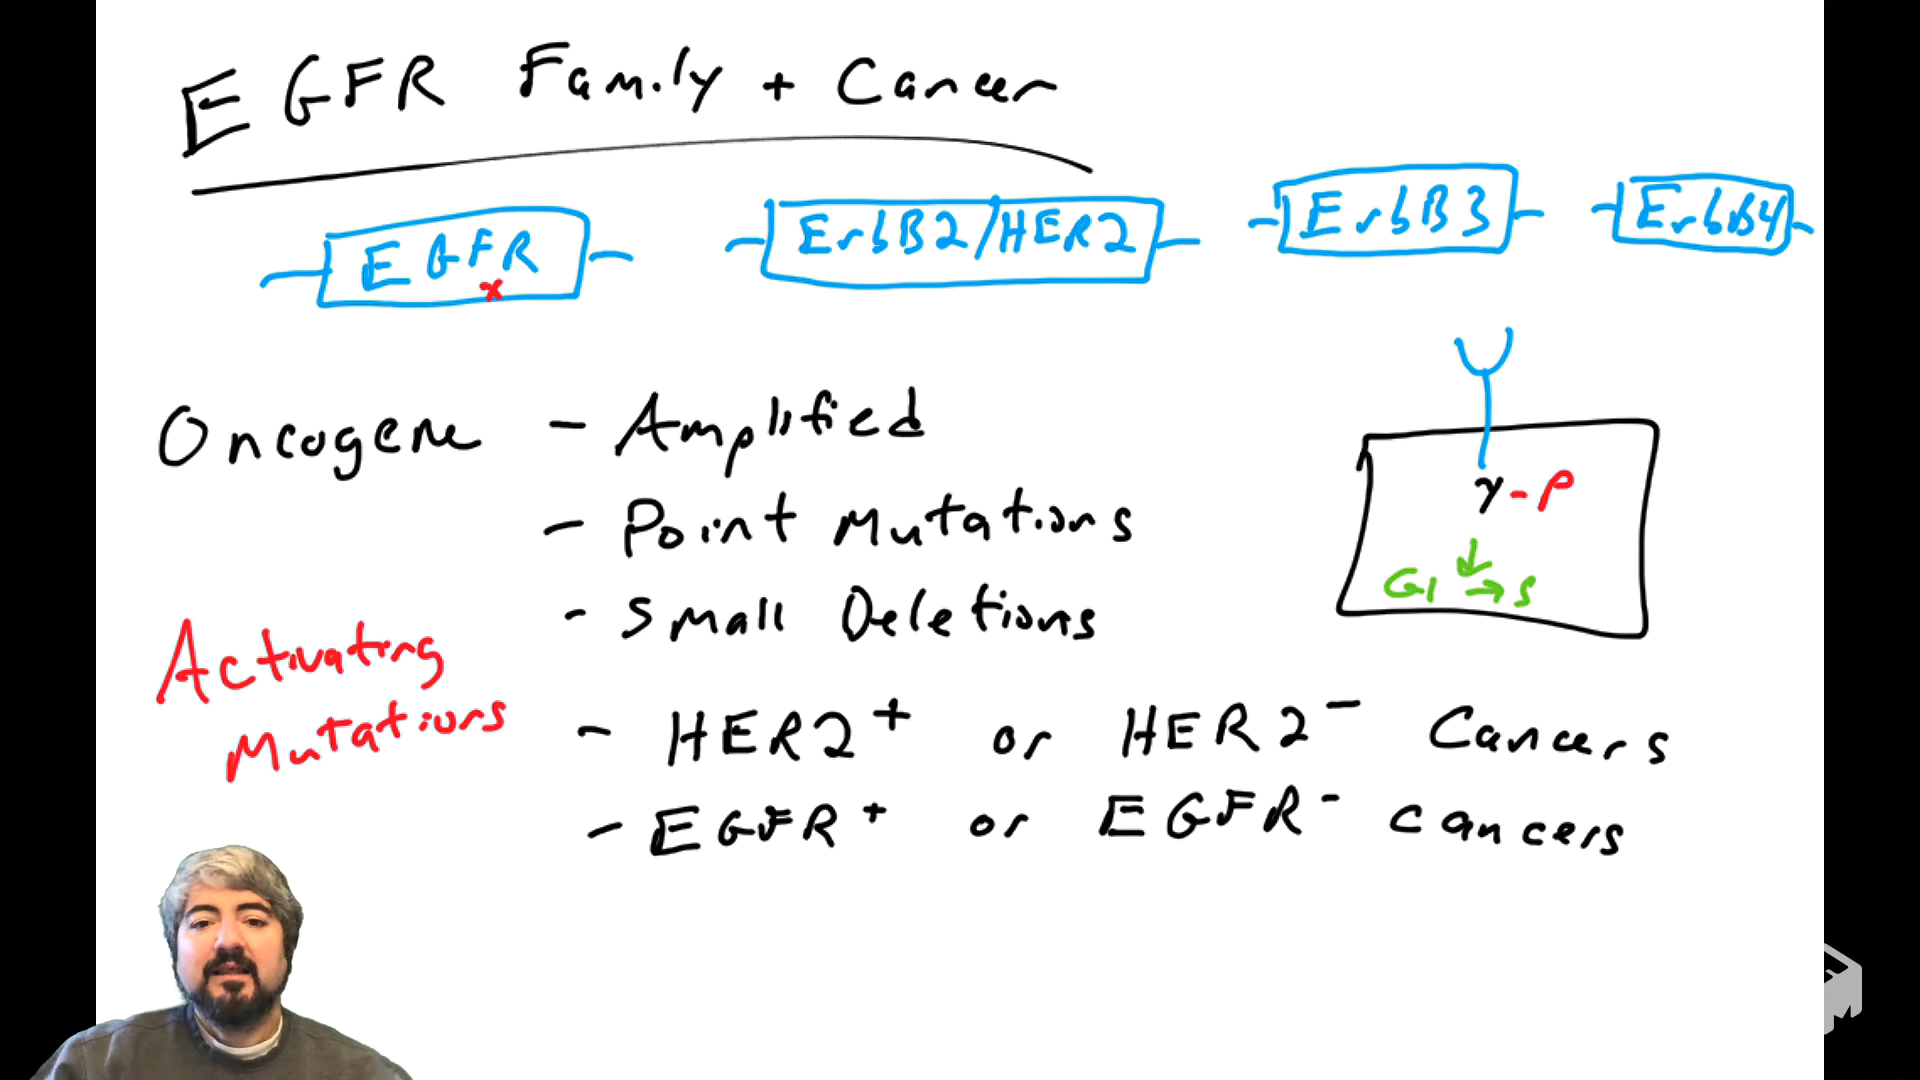 EGFR Family + Cancer
EGFR
x
ErbB2/HER2
ErbB3
ErbB4
Oncogene - Amplified
- Point Mutations
- Small Deletions
Y-P
G1 → S
Activating
Mutations
- HER2+ or HER2- Cancers
- EGFR+ or EGFR- cancers